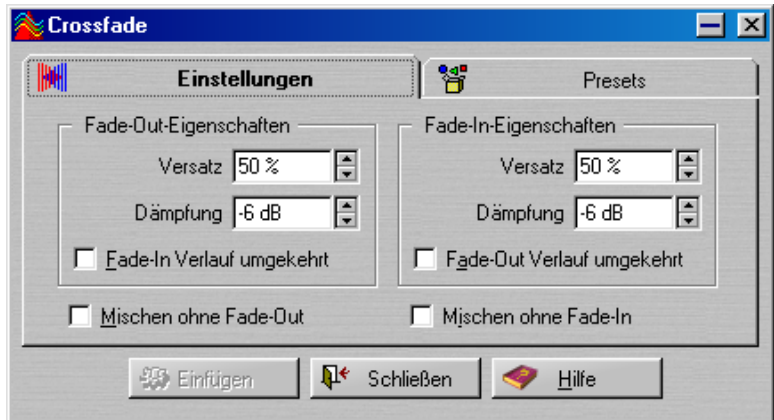 Crossfade
Einstellungen
Presets
Fade-Out-Eigenschaften
Versatz 50 %
Dämpfung -6 dB
Fade-In Verlauf umgekehrt
Fade-In-Eigenschaften
Versatz 50 %
Dämpfung -6 dB
Fade-Out Verlauf umgekehrt
Mischen ohne Fade-Out
Mischen ohne Fade-In
Einfügen
Schließen
Hilfe